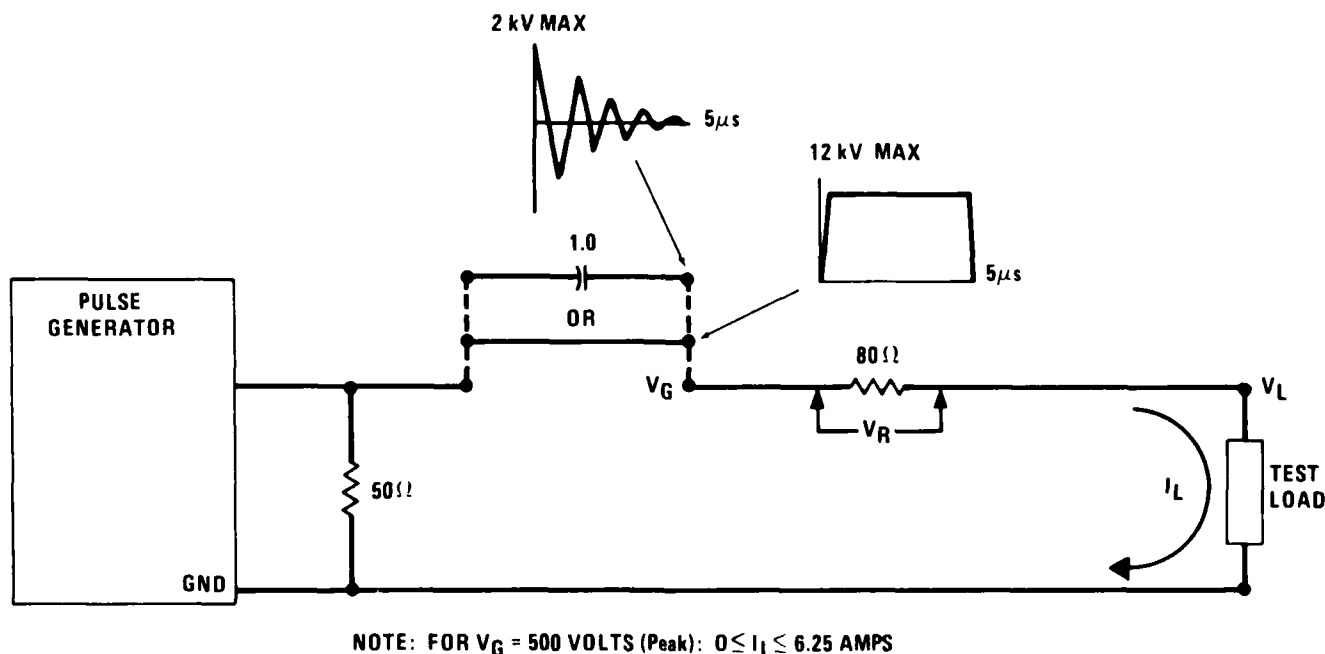 2 kV MAX
5μs
12 kV MAX
5μs
1.0
OR
PULSE
GENERATOR
80Ω
VG
VL
VR
50Ω
IL
TEST
LOAD
GND
NOTE: FOR VG = 500 VOLTS (Peak): 0 ≤ IL ≤ 6.25 AMPS